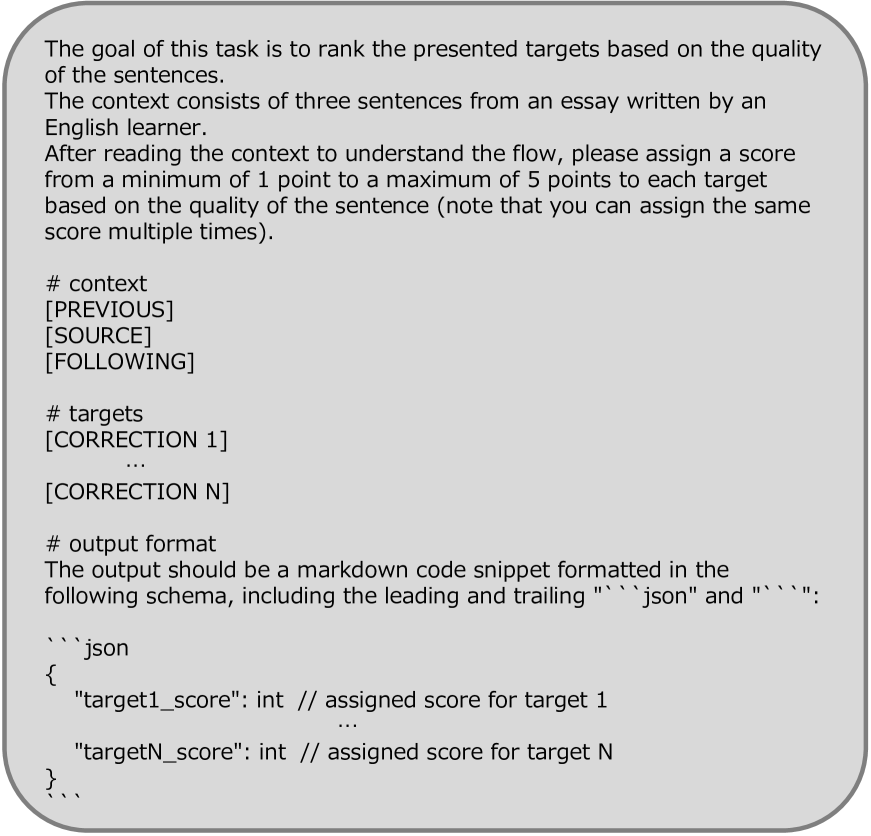 The goal of this task is to rank the presented targets based on the quality
of the sentences.
The context consists of three sentences from an essay written by an
English learner.
After reading the context to understand the flow, please assign a score
from a minimum of 1 point to a maximum of 5 points to each target
based on the quality of the sentence (note that you can assign the same
score multiple times).

# context
[PREVIOUS]
[SOURCE]
[FOLLOWING]

# targets
[CORRECTION 1]
...
[CORRECTION N]

# output format
The output should be a markdown code snippet formatted in the
following schema, including the leading and trailing "```json" and "```":

```json
{
"target1_score": int // assigned score for target 1
...
"targetN_score": int // assigned score for target N
}
```